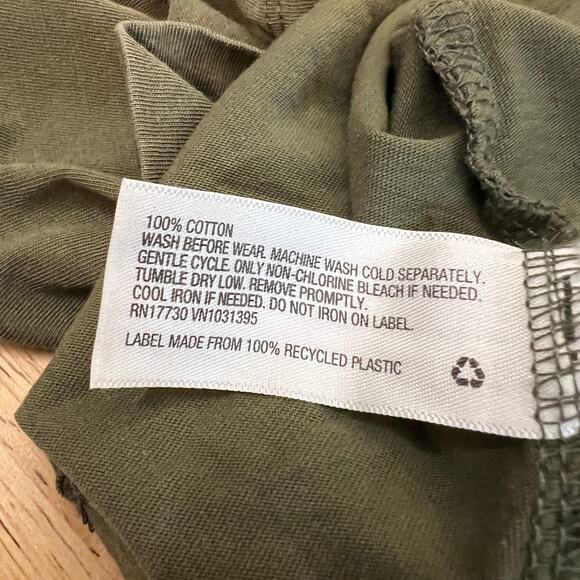 100% COTTON
WASH BEFORE WEAR. MACHINE WASH COLD SEPARATELY.
GENTLE CYCLE. ONLY NON-CHLORINE BLEACH IF NEEDED.
TUMBLE DRY LOW. REMOVE PROMPTLY.
COOL IRON IF NEEDED. DO NOT IRON ON LABEL.
RN17730 VN1031395
LABEL MADE FROM 100% RECYCLED PLASTIC